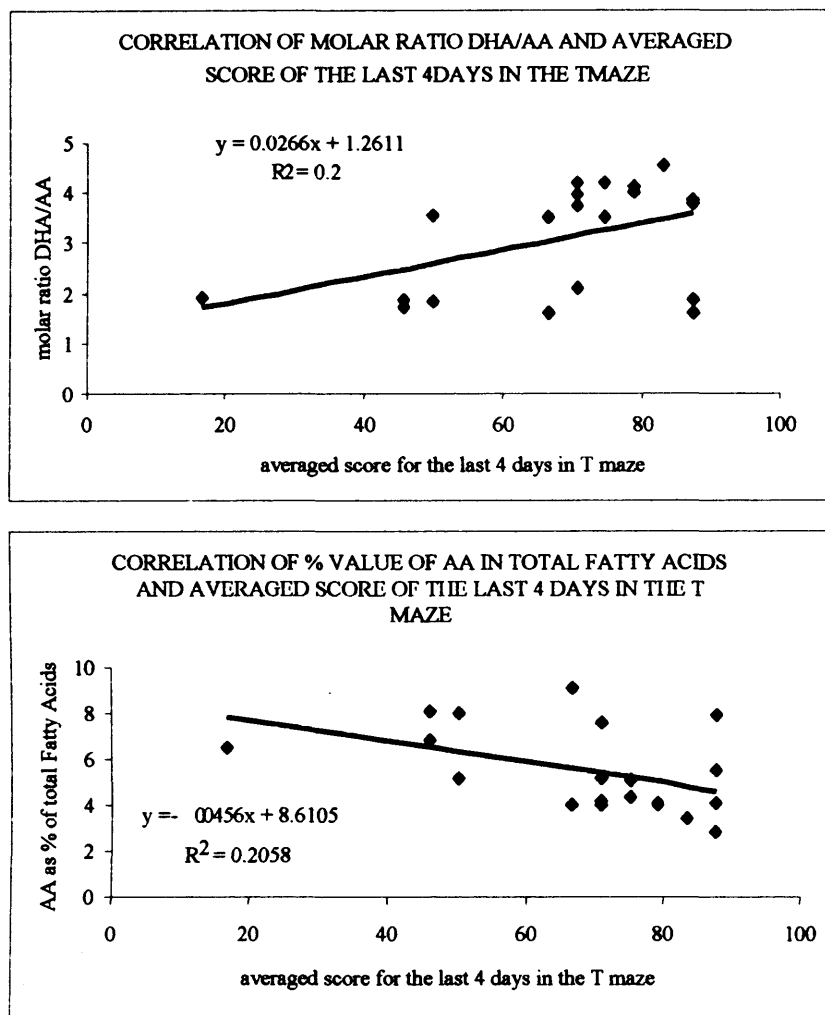 CORRELATION OF MOLAR RATIO DHA/AA AND AVERAGED
SCORE OF THE LAST 4DAYS IN THE TMAZE
y = 0.0266x + 1.2611
R2 = 0.2
molar ratio DHA/AA
5
4
3
2
1
0
0 20 40 60 80 100
averaged score for the last 4 days in T maze
CORRELATION OF % VALUE OF AA IN TOTAL FATTY ACIDS
AND AVERAGED SCORE OF THE LAST 4 DAYS IN THE T
MAZE
AA as % of total Fatty Acids
10
8
6
4
2
0
y =- 00456x + 8.6105
R2 = 0.2058
0 20 40 60 80 100
averaged score for the last 4 days in the T maze